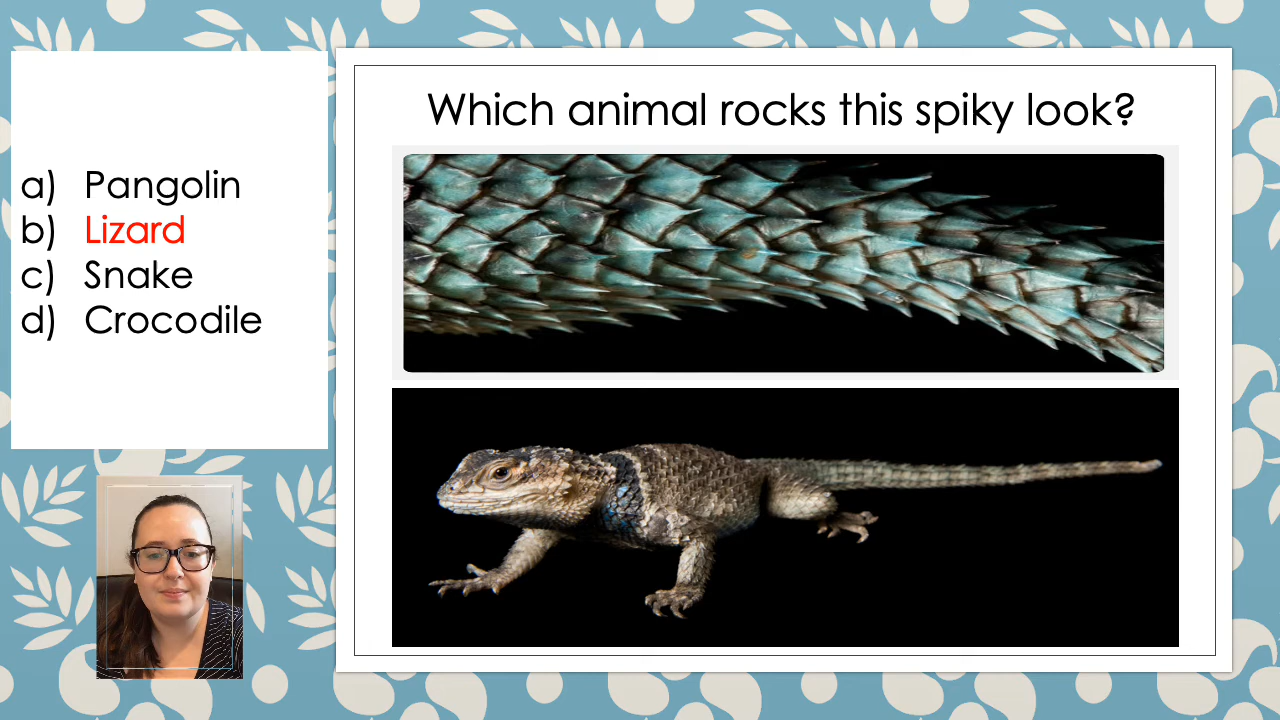 Which animal rocks this spiky look?
a) Pangolin
b) Lizard
c) Snake
d) Crocodile